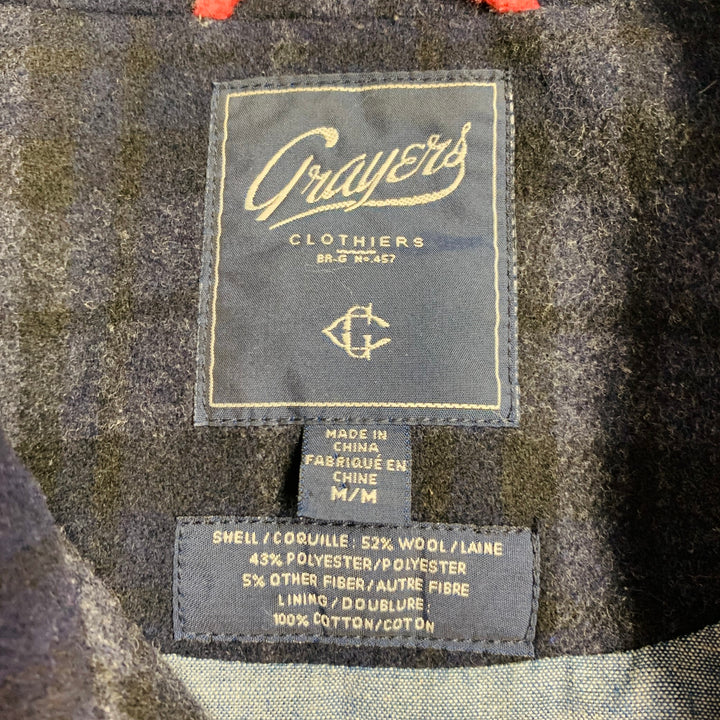 Grayers
CLOTHIERS
BR-G No.457
MADE IN
CHINA
FABRIQUÉ EN
CHINE
M/M
SHELL/COQUILLE: 52% WOOL/LAINE
43% POLYESTER/POLYESTER
5% OTHER FIBER/AUTRE FIBRE
LINING/DOUBLURE:
100% COTTON/COTON